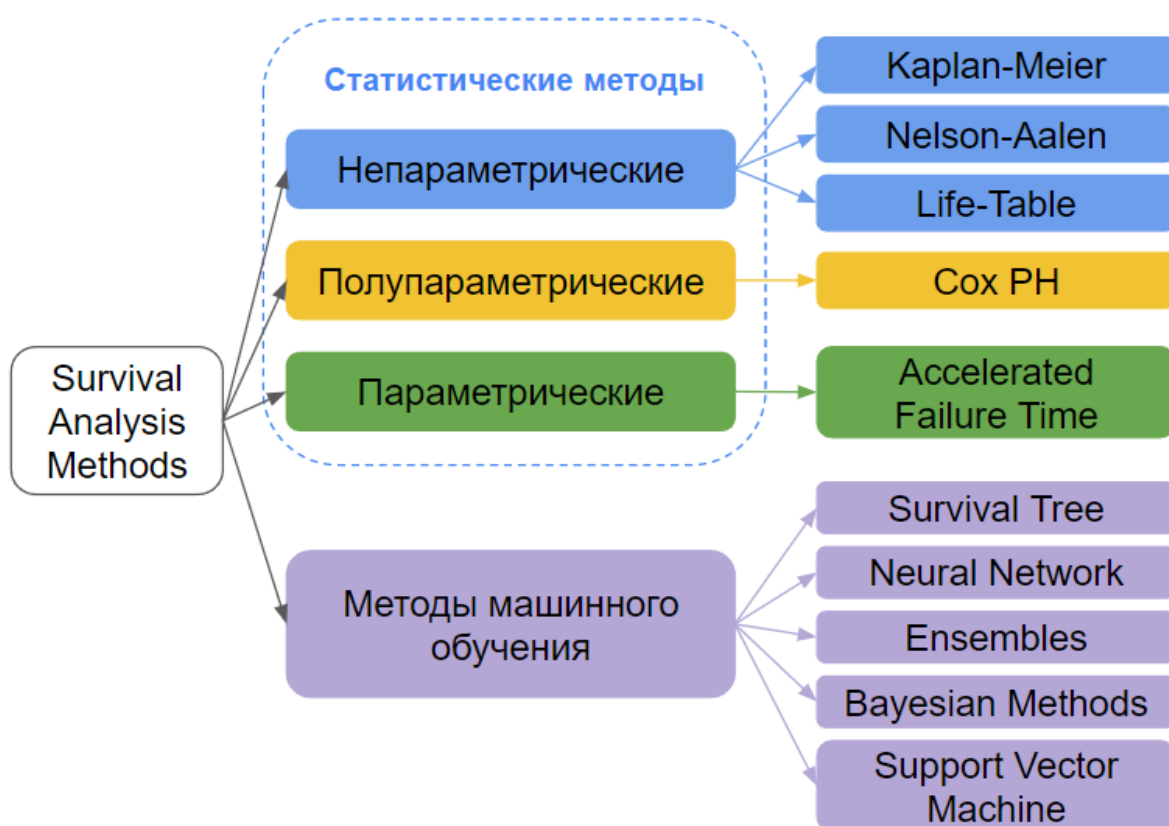 Статистические методы
Kaplan-Meier
Непараметрические
Nelson-Aalen
Life-Table
Полупараметрические
Cox PH
Survival
Analysis
Methods
Параметрические
Accelerated
Failure Time
Методы машинного
обучения
Survival Tree
Neural Network
Ensembles
Bayesian Methods
Support Vector
Machine